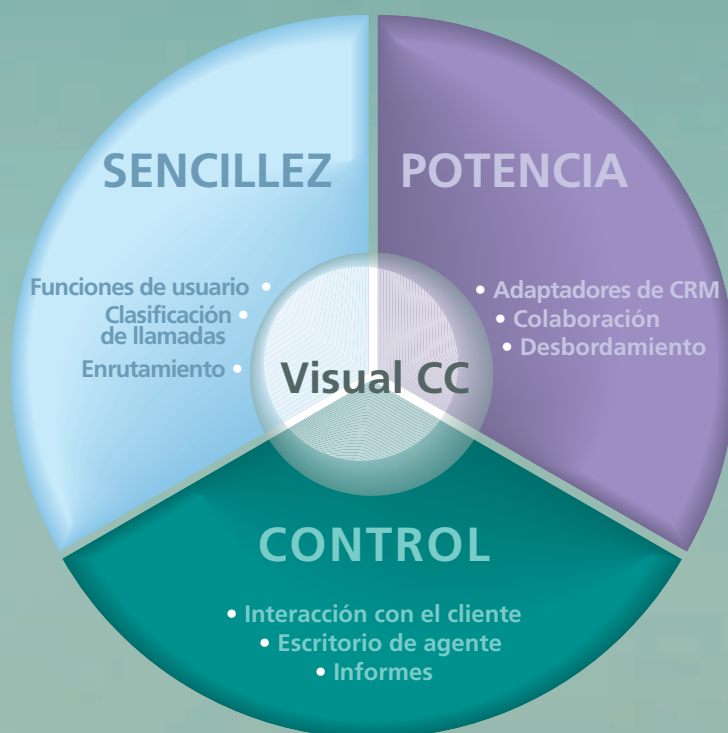 SENCILLEZ
Funciones de usuario •
Clasificación •
de llamadas
Enrutamiento •
POTENCIA
• Adaptadores de CRM
• Colaboración
• Desbordamiento
Visual CC
CONTROL
• Interacción con el cliente
• Escritorio de agente
• Informes